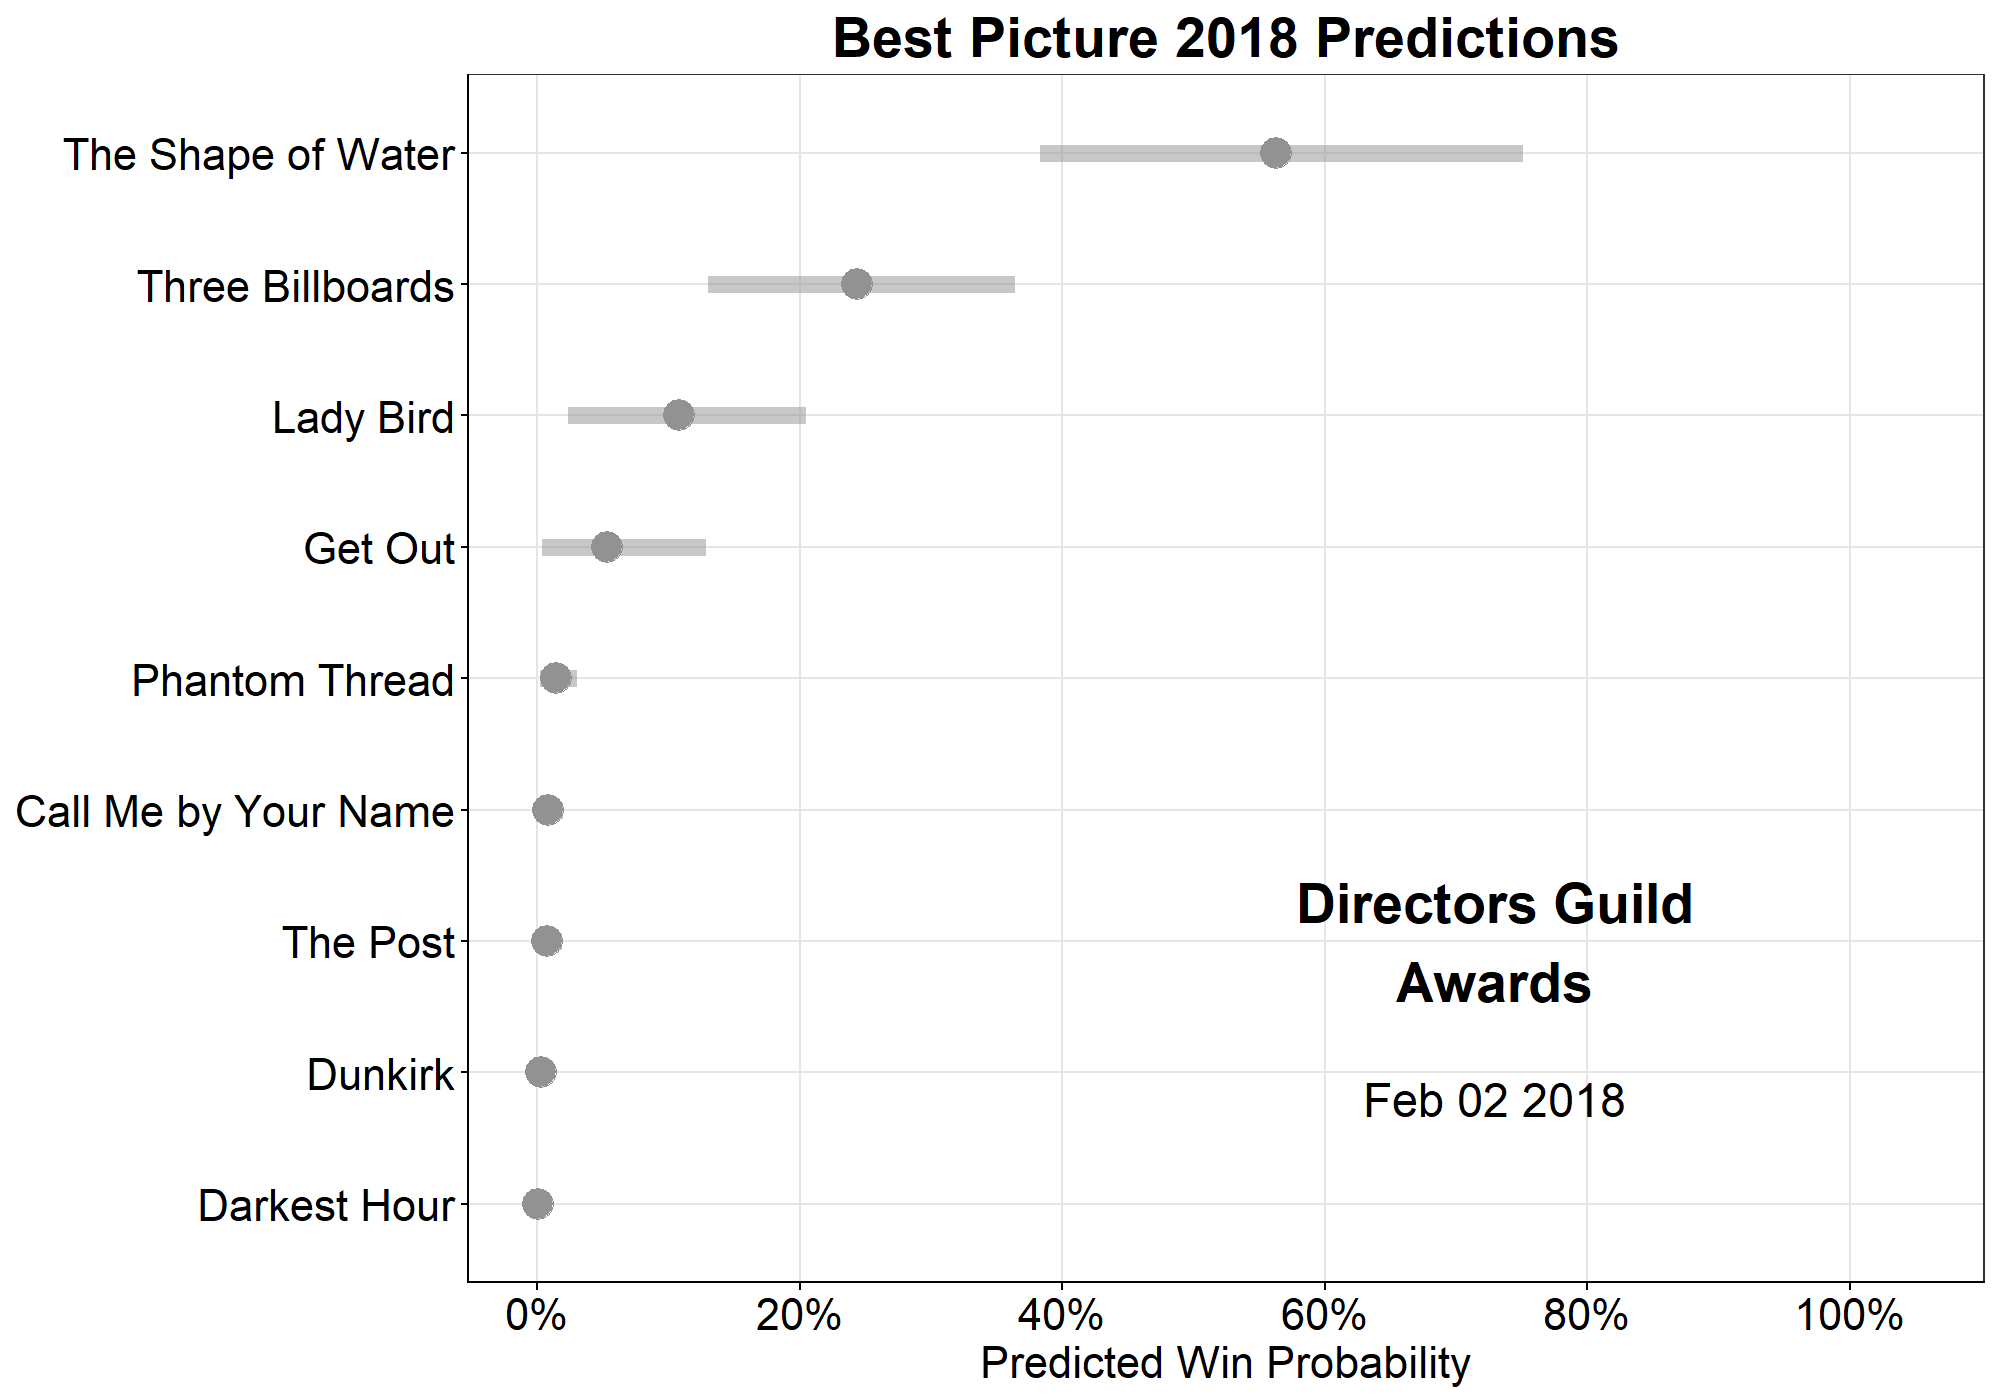 Best Picture 2018 Predictions
The Shape of Water
Three Billboards
Lady Bird
Get Out
Phantom Thread
Call Me by Your Name
The Post
Dunkirk
Darkest Hour
Directors Guild
Awards
Feb 02 2018
0% 20% 40% 60% 80% 100%
Predicted Win Probability